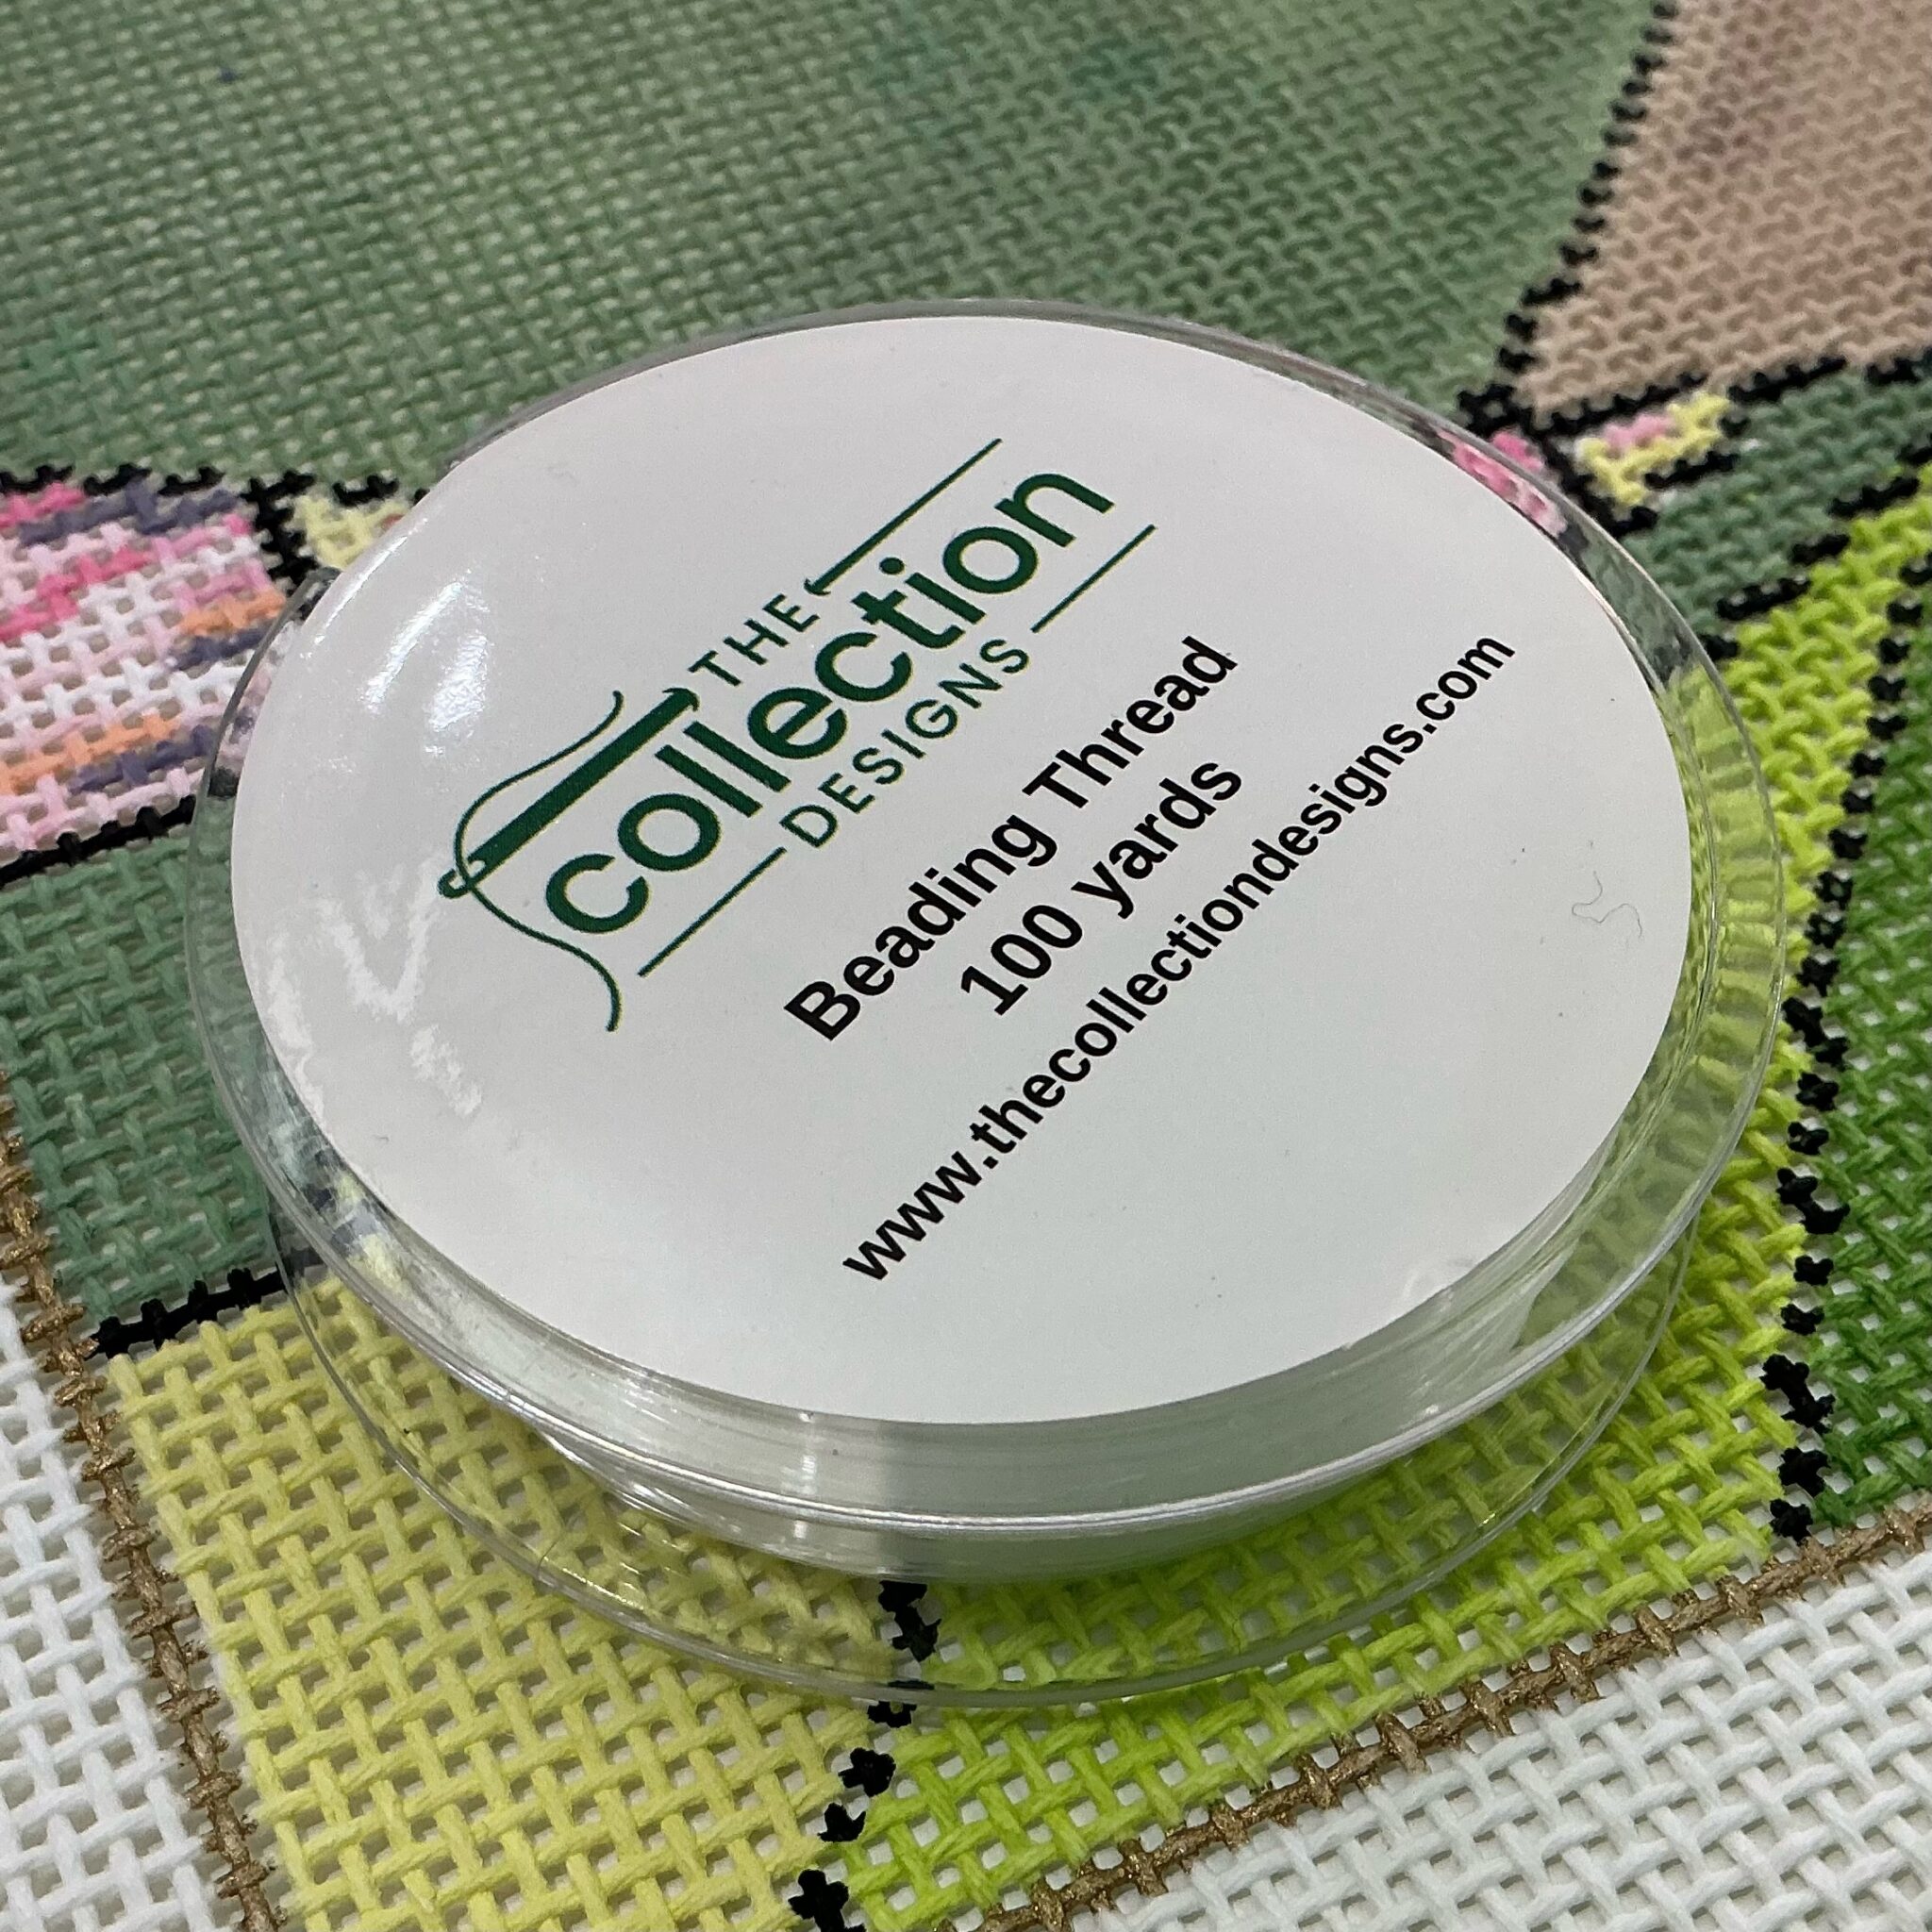 THE
collection
DESIGNS
Beading Thread
100 yards
www.thecollectiondesigns.com